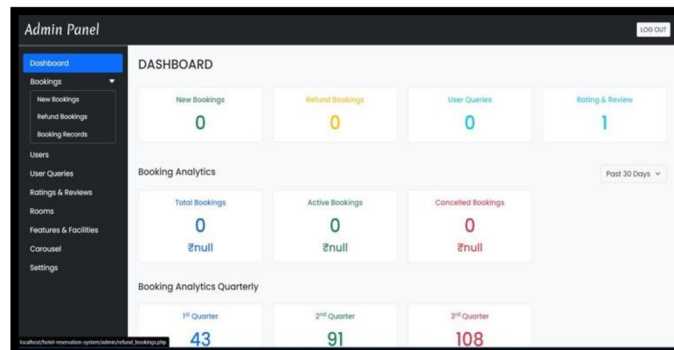 Admin Panel
LOG OUT
Dashboard
Bookings
New Bookings
Refund Bookings
Booking Records
Users
User Queries
Ratings & Reviews
Rooms
Features & Facilities
Carousel
Settings
DASHBOARD
New Bookings
0
Refund Bookings
0
User Queries
0
Rating & Review
1
Booking Analytics
Past 30 Days
Total Bookings
0
₹null
Active Bookings
0
₹null
Cancelled Bookings
0
₹null
Booking Analytics Quarterly
1st Quarter
43
2nd Quarter
91
3rd Quarter
108
localhost/hotel-reservation-system/admin/refund_bookings.php